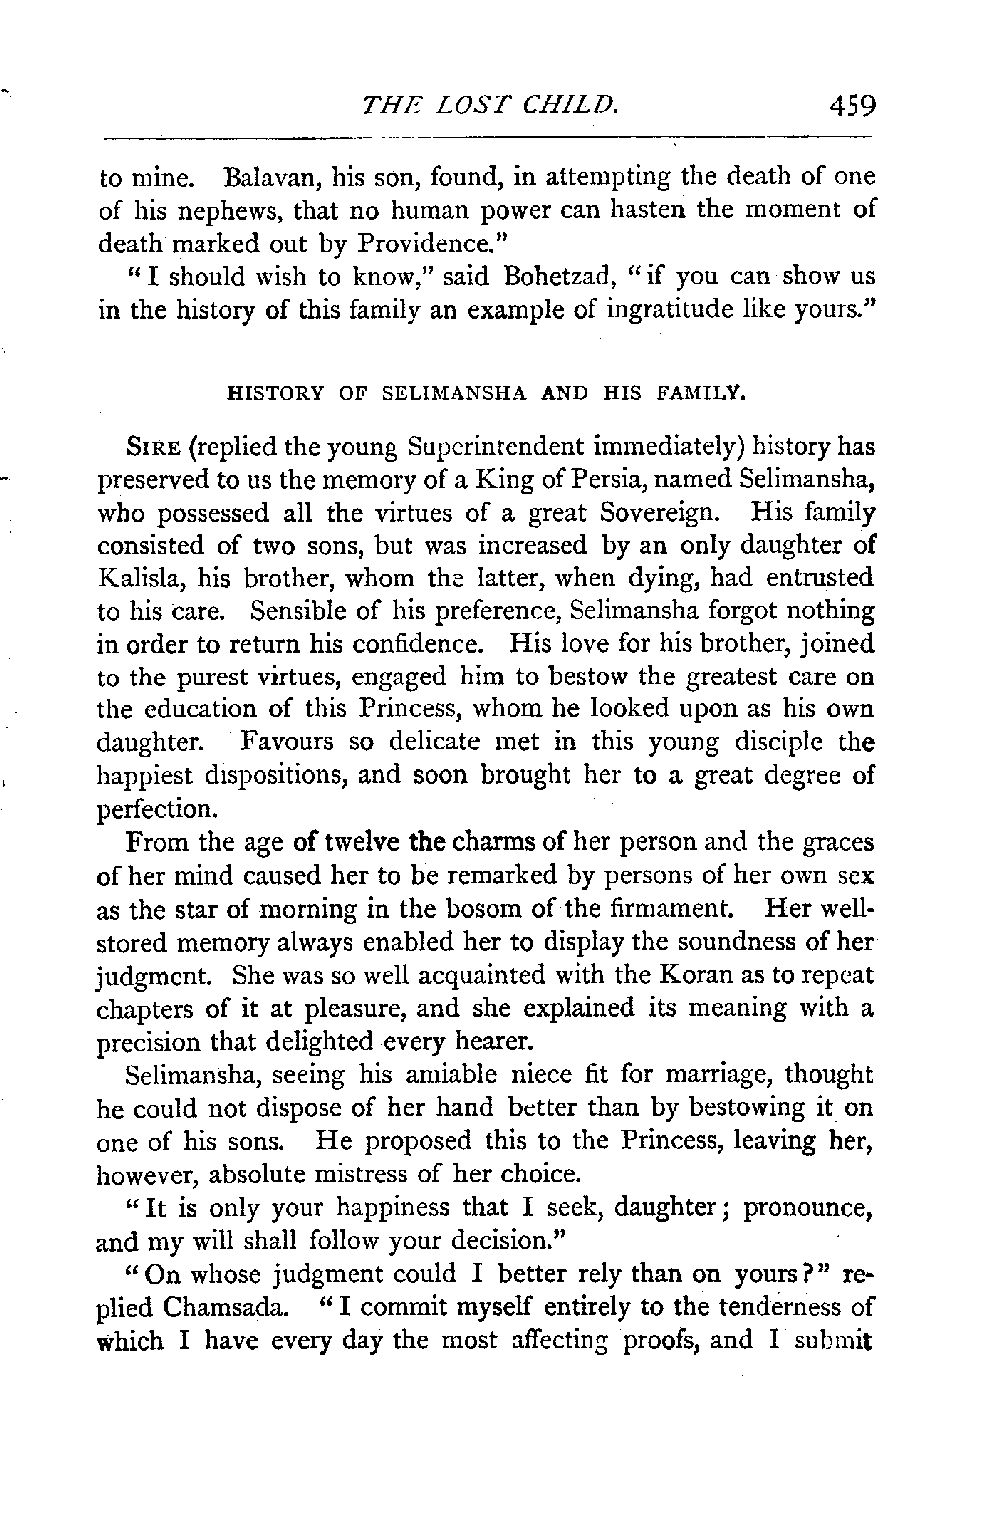 THE LOST CHILD. 459
to mine. Balavan, his son, found, in attempting the death of one
of his nephews, that no human power can hasten the moment of
death marked out by Providence."
"I should wish to know," said Bohetzad, "if you can show us
in the history of this family an example of ingratitude like yours."
HISTORY OF SELIMANSHA AND HIS FAMILY.
SIRE (replied the young Superintendent immediately) history has
preserved to us the memory of a King of Persia, named Selimansha,
who possessed all the virtues of a great Sovereign. His family
consisted of two sons, but was increased by an only daughter of
Kalisla, his brother, whom the latter, when dying, had entrusted
to his care. Sensible of his preference, Selimansha forgot nothing
in order to return his confidence. His love for his brother, joined
to the purest virtues, engaged him to bestow the greatest care on
the education of this Princess, whom he looked upon as his own
daughter. Favours so delicate met in this young disciple the
happiest dispositions, and soon brought her to a great degree of
perfection.
From the age of twelve the charms of her person and the graces
of her mind caused her to be remarked by persons of her own sex
as the star of morning in the bosom of the firmament. Her well-
stored memory always enabled her to display the soundness of her
judgment. She was so well acquainted with the Koran as to repeat
chapters of it at pleasure, and she explained its meaning with a
precision that delighted every hearer.
Selimansha, seeing his amiable niece fit for marriage, thought
he could not dispose of her hand better than by bestowing it on
one of his sons. He proposed this to the Princess, leaving her,
however, absolute mistress of her choice.
"It is only your happiness that I seek, daughter; pronounce,
and my will shall follow your decision."
"On whose judgment could I better rely than on yours?" re-
plied Chamsada. "I commit myself entirely to the tenderness of
which I have every day the most affecting proofs, and I submit